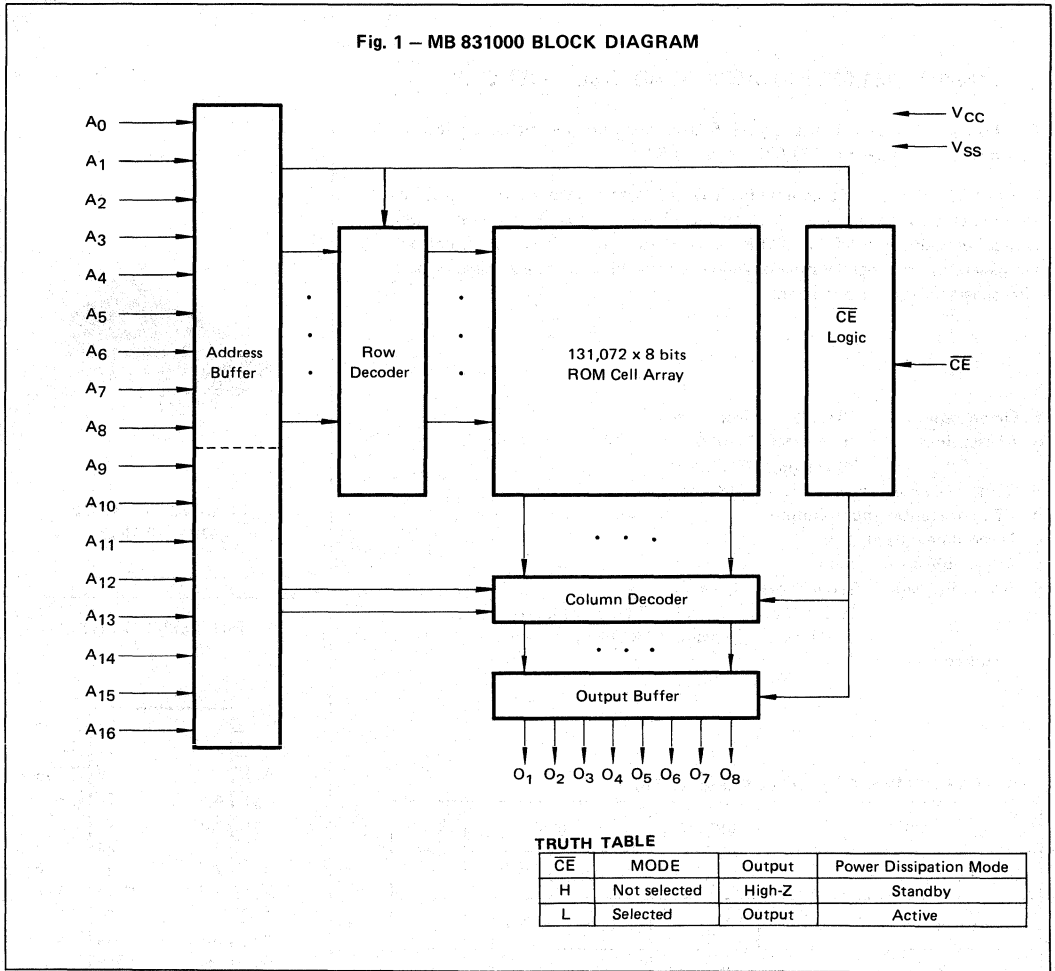 Fig. 1 – MB 831000 BLOCK DIAGRAM
A0
A1
A2
A3
A4
A5
A6
A7
A8
A9
A10
A11
A12
A13
A14
A15
A16
Address
Buffer
Row
Decoder
131,072 x 8 bits
ROM Cell Array
VCC
VSS
C̅E̅
Logic
C̅E̅
Column Decoder
Output Buffer
O1 O2 O3 O4 O5 O6 O7 O8
TRUTH TABLE
C̅E̅ MODE Output Power Dissipation Mode
H Not selected High-Z Standby
L Selected Output Active